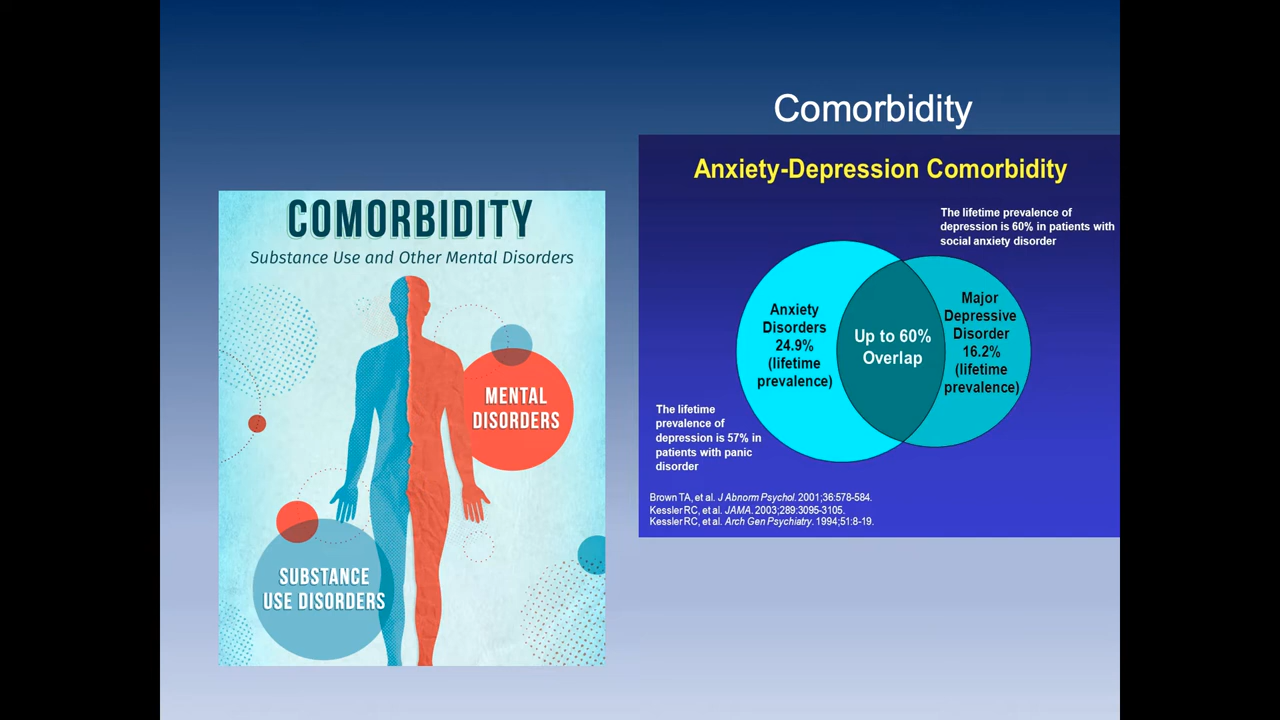 Comorbidity
COMORBIDITY
Substance Use and Other Mental Disorders
MENTAL
DISORDERS
SUBSTANCE
USE DISORDERS
Anxiety-Depression Comorbidity
The lifetime prevalence of
depression is 60% in patients with
social anxiety disorder
Anxiety
Disorders
24.9%
(lifetime
prevalence)
Up to 60%
Overlap
Major
Depressive
Disorder
16.2%
(lifetime
prevalence)
The lifetime
prevalence of
depression is 57% in
patients with panic
disorder
Brown TA, et al. J Abnorm Psychol. 2001;36:578-584.
Kessler RC, et al. JAMA. 2003;289:3095-3105.
Kessler RC, et al. Arch Gen Psychiatry. 1994;51:8-19.